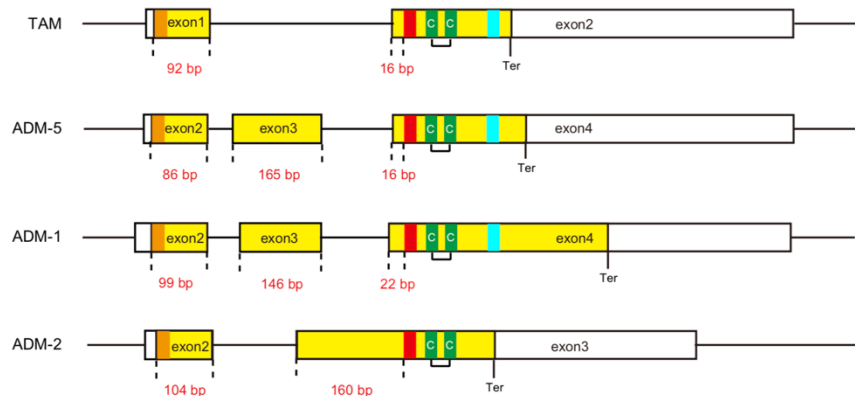 TAM exon1 C C exon2
92 bp 16 bp Ter
ADM-5 exon2 exon3 C C exon4
86 bp 165 bp 16 bp Ter
ADM-1 exon2 exon3 C C exon4
99 bp 146 bp 22 bp Ter
ADM-2 exon2 C C exon3
104 bp 160 bp Ter